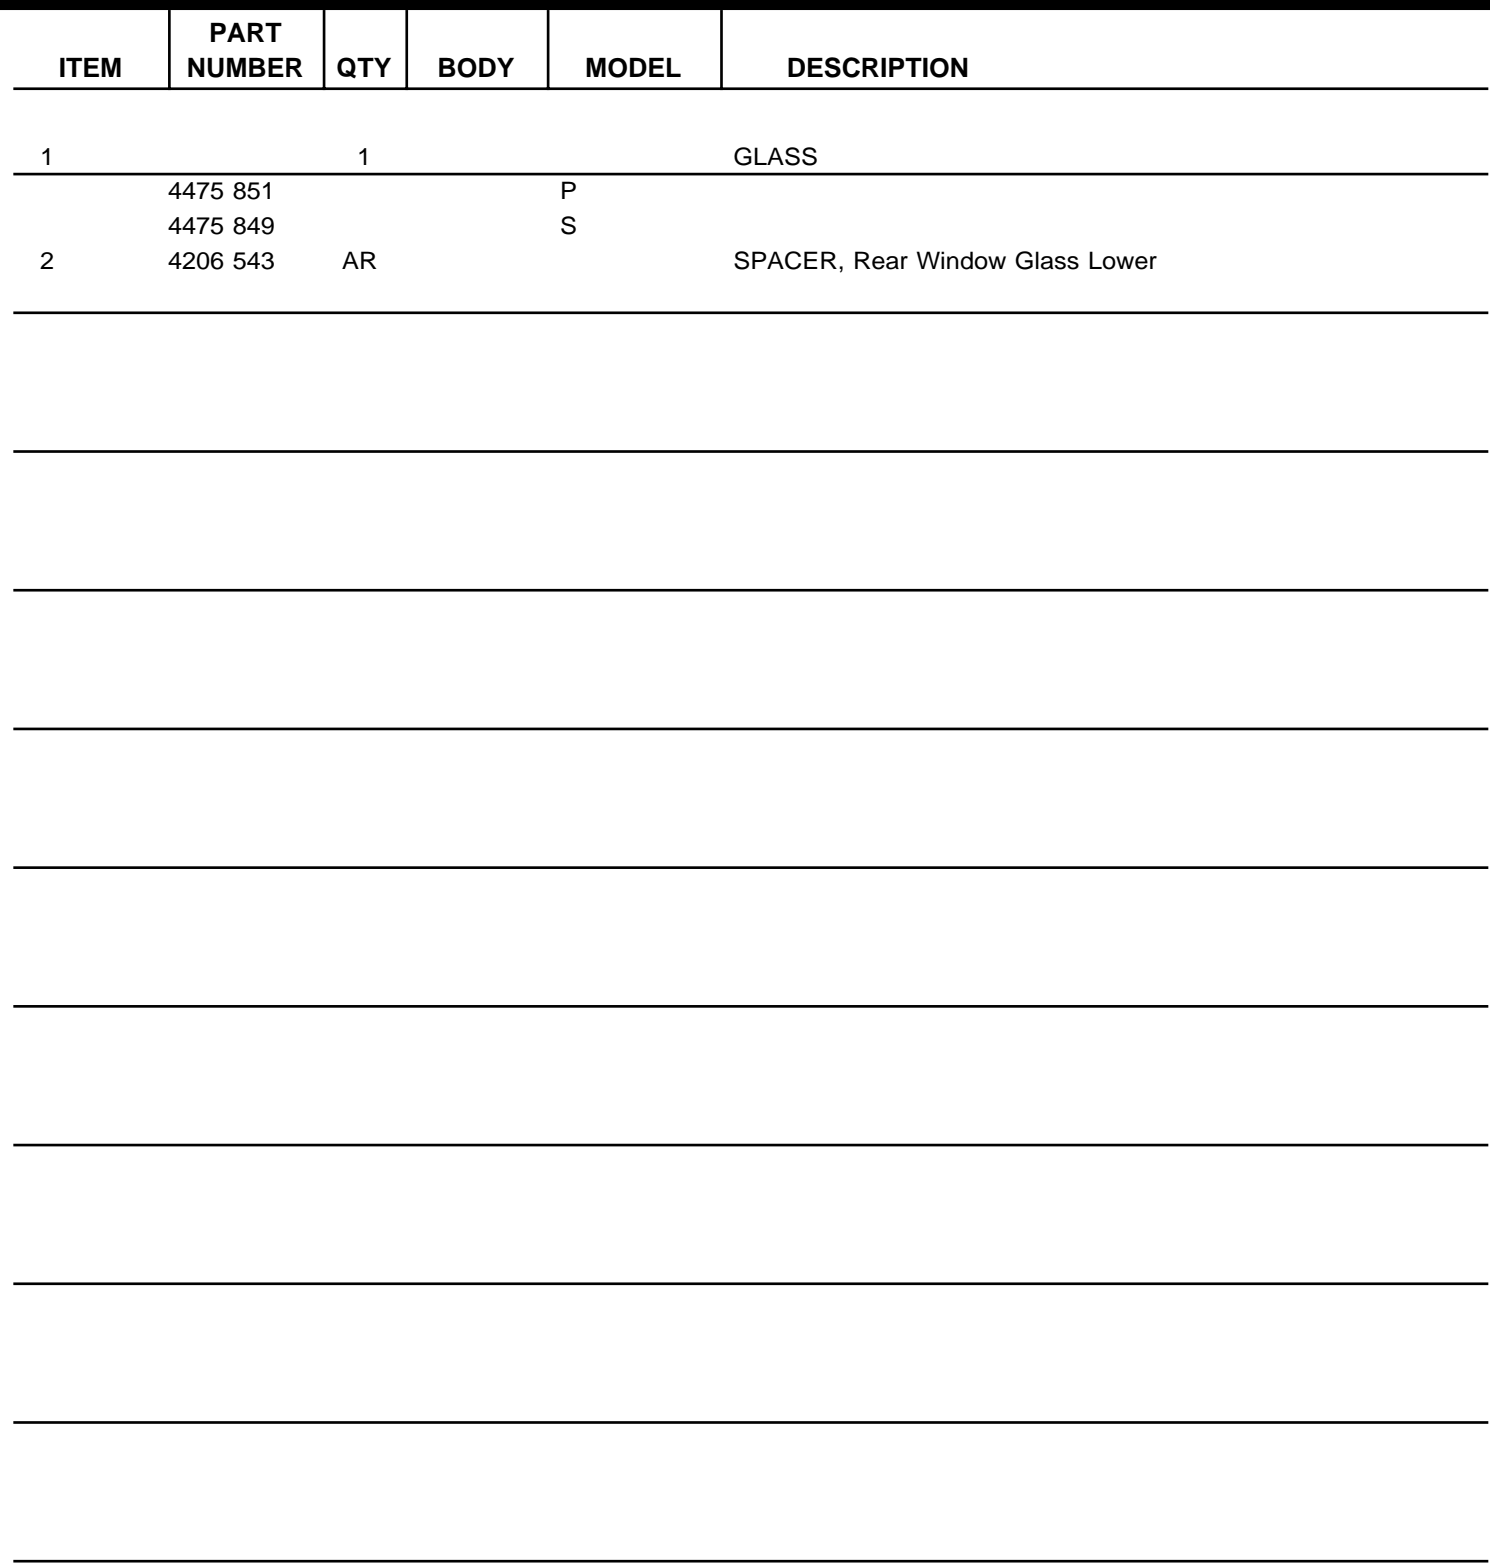 PART
ITEM NUMBER QTY BODY MODEL DESCRIPTION
1 1 GLASS
4475 851 P
4475 849 S
2 4206 543 AR SPACER, Rear Window Glass Lower